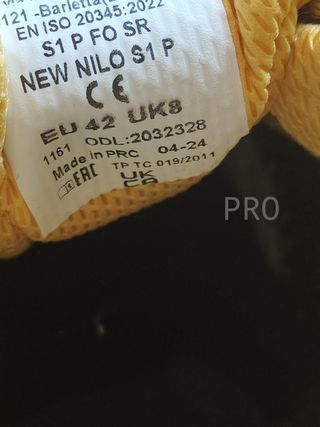 121 -Barletta(
EN ISO 20345:2022
S1 P FO SR
NEW NILO S1 P
CE
EU 42 UK8
1161 ODL:2032328
Made in PRC 04-24
EAC TP TC 019/2011
UK
CA
PRO